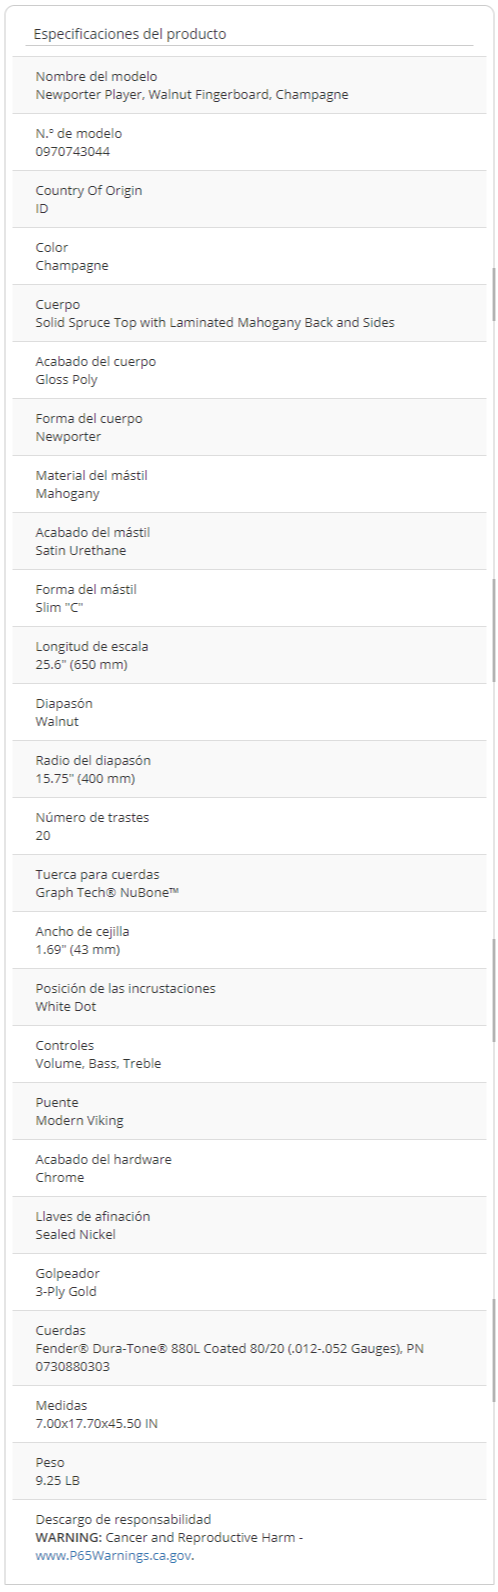 Especificaciones del producto
Nombre del modelo
Newporter Player, Walnut Fingerboard, Champagne
N.º de modelo
0970743044
Country Of Origin
ID
Color
Champagne
Cuerpo
Solid Spruce Top with Laminated Mahogany Back and Sides
Acabado del cuerpo
Gloss Poly
Forma del cuerpo
Newporter
Material del mástil
Mahogany
Acabado del mástil
Satin Urethane
Forma del mástil
Slim "C"
Longitud de escala
25.6" (650 mm)
Diapasón
Walnut
Radio del diapasón
15.75" (400 mm)
Número de trastes
20
Tuerca para cuerdas
Graph Tech® NuBone™
Ancho de cejilla
1.69" (43 mm)
Posición de las incrustaciones
White Dot
Controles
Volume, Bass, Treble
Puente
Modern Viking
Acabado del hardware
Chrome
Llaves de afinación
Sealed Nickel
Golpeador
3-Ply Gold
Cuerdas
Fender® Dura-Tone® 880L Coated 80/20 (.012-.052 Gauges), PN
0730880303
Medidas
7.00x17.70x45.50 IN
Peso
9.25 LB
Descargo de responsabilidad
WARNING: Cancer and Reproductive Harm -
www.P65Warnings.ca.gov.